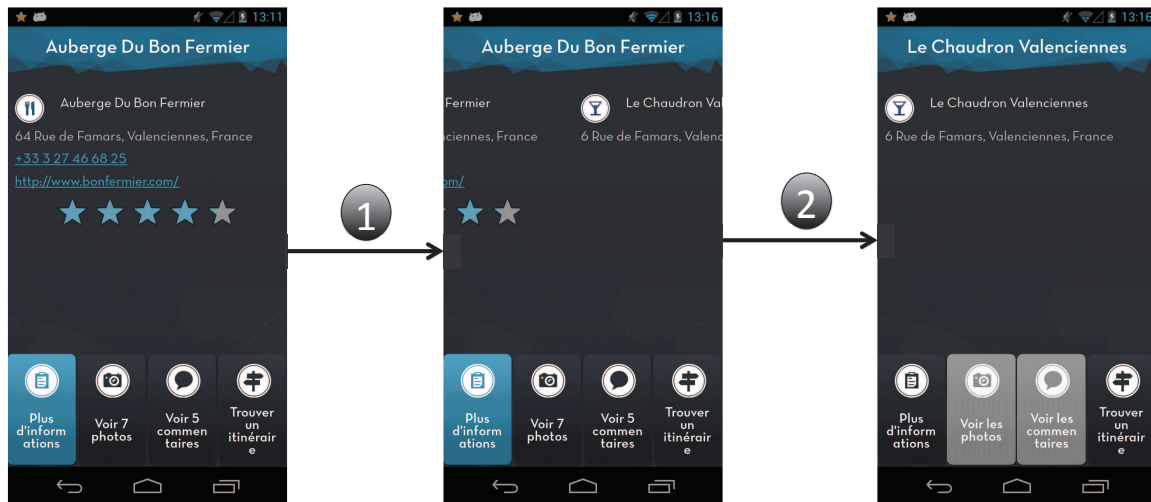 13:11
Auberge Du Bon Fermier
Auberge Du Bon Fermier
64 Rue de Famars, Valenciennes, France
+33 3 27 46 68 25
http://www.bonfermier.com/
Plus
d'inform
ations
Voir 7
photos
Voir 5
commen
taires
Trouver
un
itinérair
e
1
13:16
Auberge Du Bon Fermier
Fermier
Le Chaudron Val
ciennes, France
6 Rue de Famars, Valenc
om/
Plus
d'inform
ations
Voir 7
photos
Voir 5
commen
taires
Trouver
un
itinérair
e
2
13:16
Le Chaudron Valenciennes
Le Chaudron Valenciennes
6 Rue de Famars, Valenciennes, France
Plus
d'inform
ations
Voir les
photos
Voir les
commen
taires
Trouver
un
itinérair
e